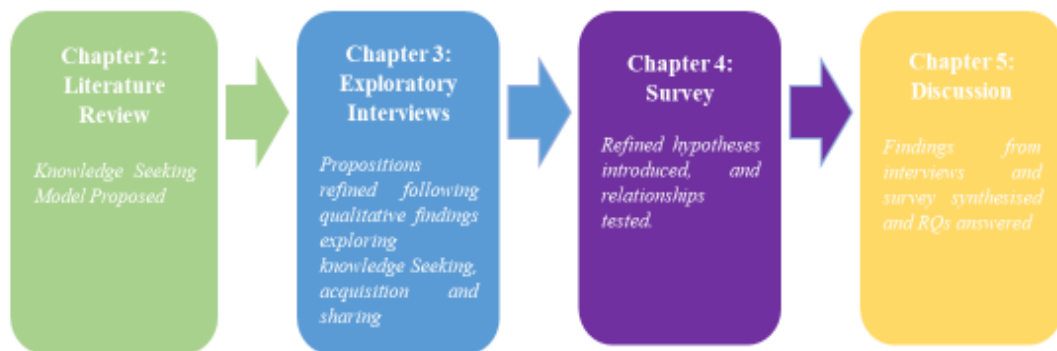 Chapter 2:
Literature
Review
Knowledge Seeking
Model Proposed
Chapter 3:
Exploratory
Interviews
Propositions
refined following
qualitative findings
exploring
knowledge Seeking,
acquisition and
sharing
Chapter 4:
Survey
Refined hypotheses
introduced, and
relationships
tested.
Chapter 5:
Discussion
Findings from
interviews and
survey synthesised
and RQs answered